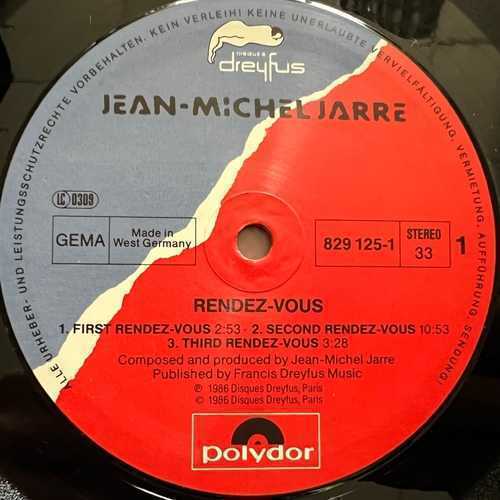 ALLE URHEBER- UND LEISTUNGSSCHUTZRECHTE VORBEHALTEN. KEIN VERLEIH! KEINE UNERLAUBTE VERVIELFÄLTIGUNG, VERMIETUNG, AUFFÜHRUNG, SENDUNG!
disques
dreyfus
JEAN-MICHEL JARRE
LC 0309
GEMA
Made in
West Germany
829 125-1
STEREO
33
1
RENDEZ-VOUS
1. FIRST RENDEZ-VOUS 2:53 - 2. SECOND RENDEZ-VOUS 10:53
3. THIRD RENDEZ-VOUS 3:28
Composed and produced by Jean-Michel Jarre
Published by Francis Dreyfus Music
℗ 1986 Disques Dreyfus, Paris
© 1986 Disques Dreyfus, Paris
polydor